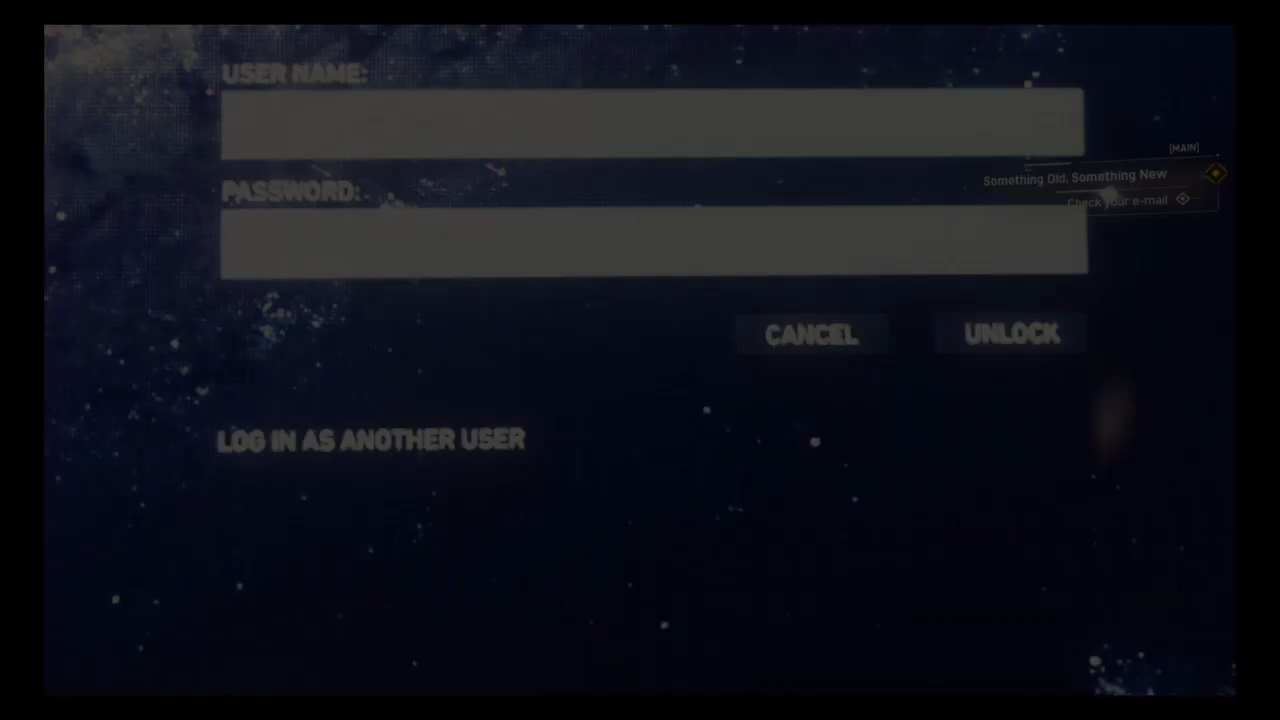 USER NAME:
PASSWORD:
[MAIN]
Something Old, Something New
Check your e-mail
CANCEL
UNLOCK
LOG IN AS ANOTHER USER